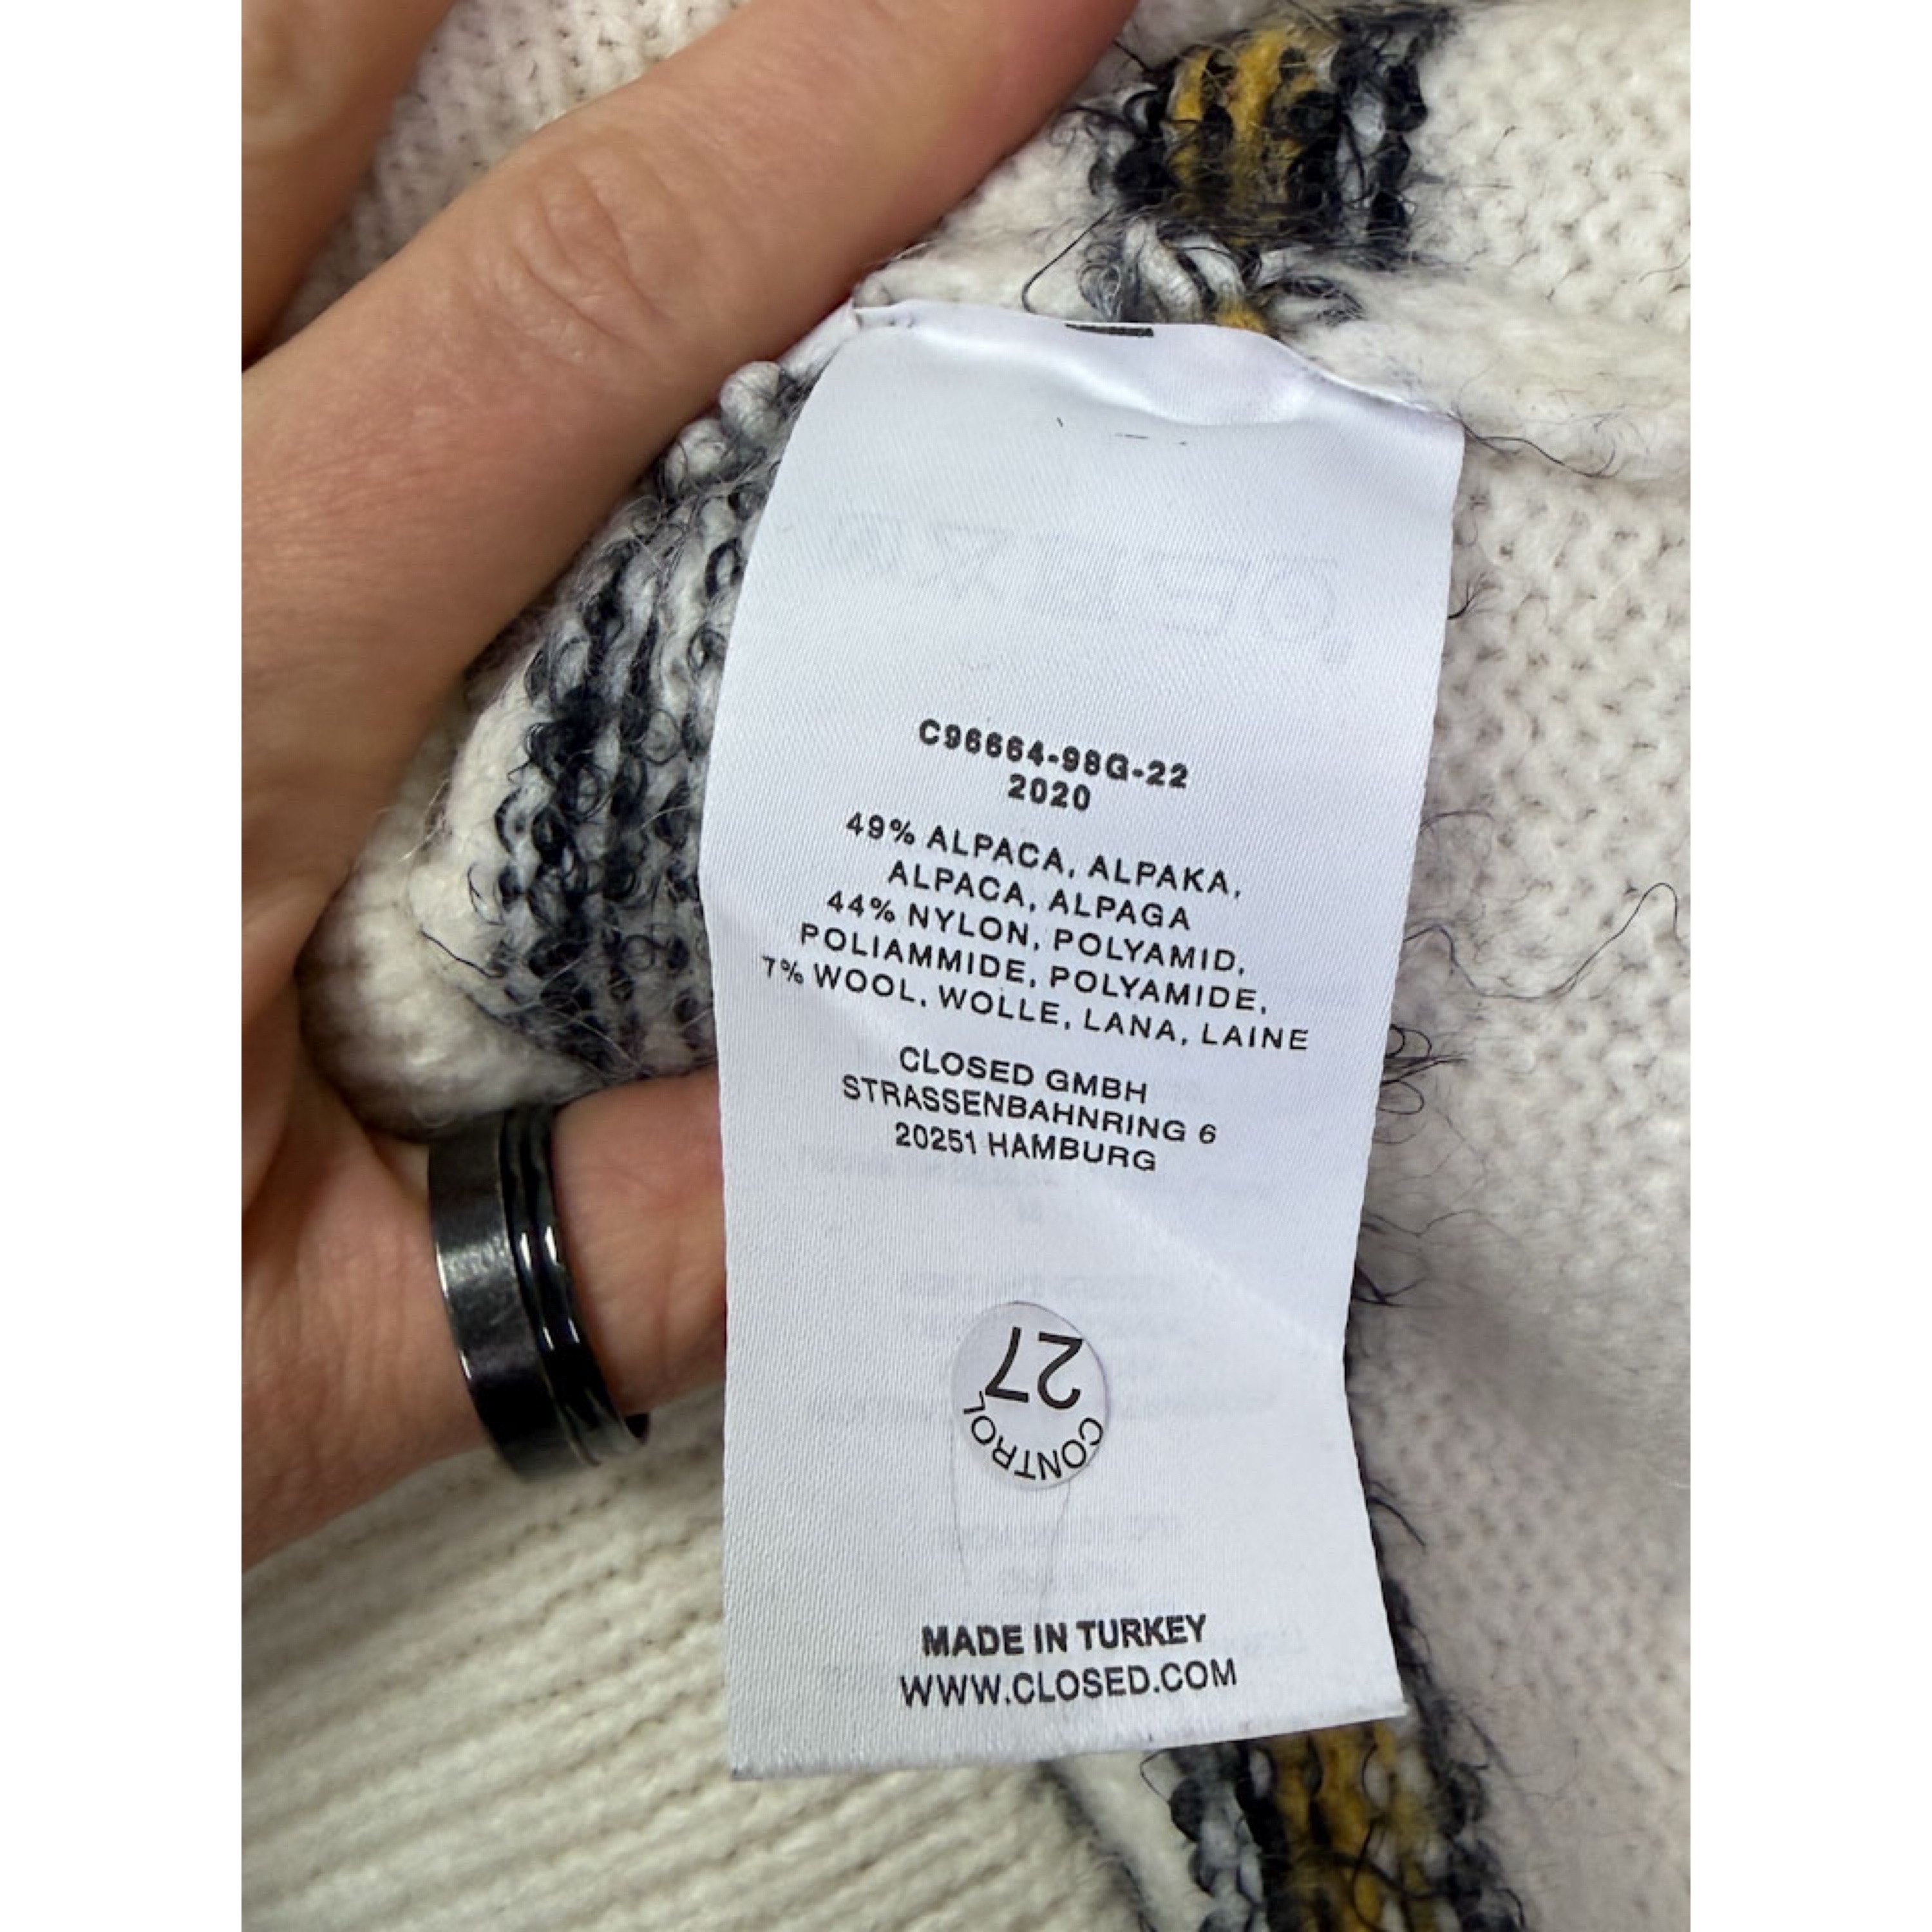 C96664-98G-22
2020
49% ALPACA, ALPAKA,
ALPACA, ALPAGA
44% NYLON, POLYAMID,
POLIAMMIDE, POLYAMIDE,
7% WOOL, WOLLE, LANA, LAINE
CLOSED GMBH
STRASSENBAHNRING 6
20251 HAMBURG
27
CONTROL
MADE IN TURKEY
WWW.CLOSED.COM